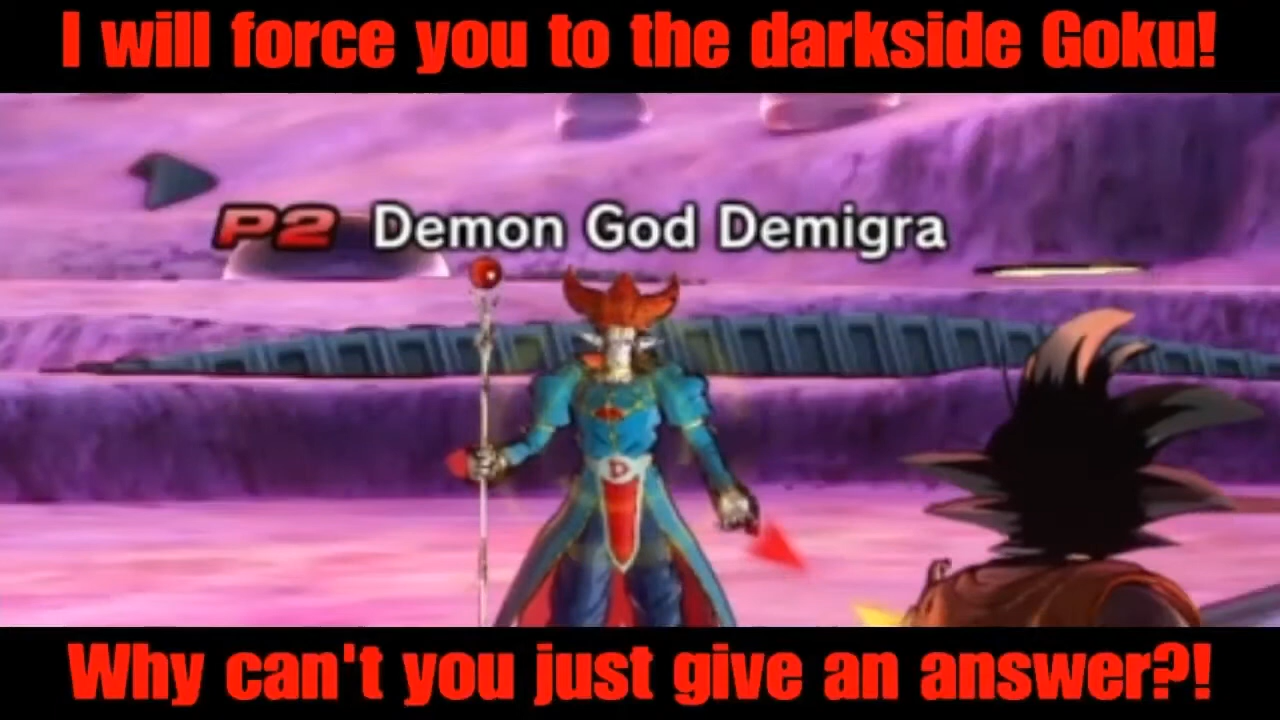 I will force you to the darkside Goku!
P2 Demon God Demigra
D
Why can't you just give an answer?!